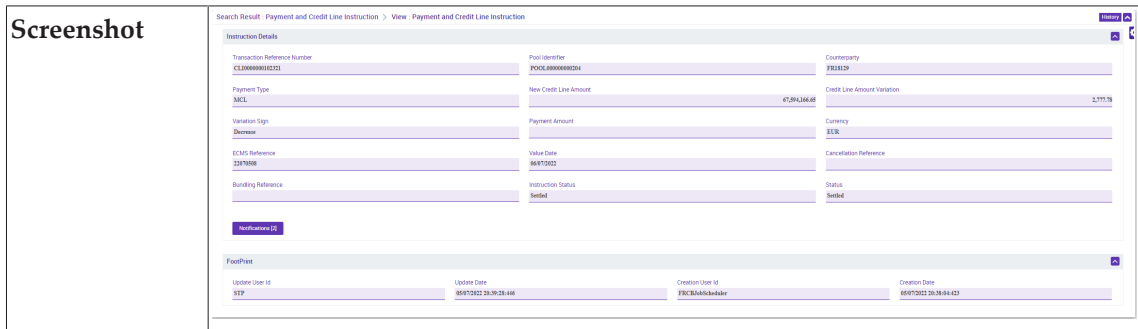 Screenshot
Search Result : Payment and Credit Line Instruction > View : Payment and Credit Line Instruction
History
Instruction Details
Transaction Reference Number Pool Identifier Counterparty
CLI0000000102321 POOL000000000204 FR18129
Payment Type New Credit Line Amount Credit Line Amount Variation
MCL 67,594,166.65 2,777.78
Variation Sign Payment Amount Currency
Decrease EUR
ECMS Reference Value Date Cancellation Reference
22070508 06/07/2022
Bundling Reference Instruction Status Status
Settled Settled
Notifications [2]
FootPrint
Update User Id Update Date Creation User Id Creation Date
STP 05/07/2022 20:39:28:446 FRCBJobScheduler 05/07/2022 20:38:04:423